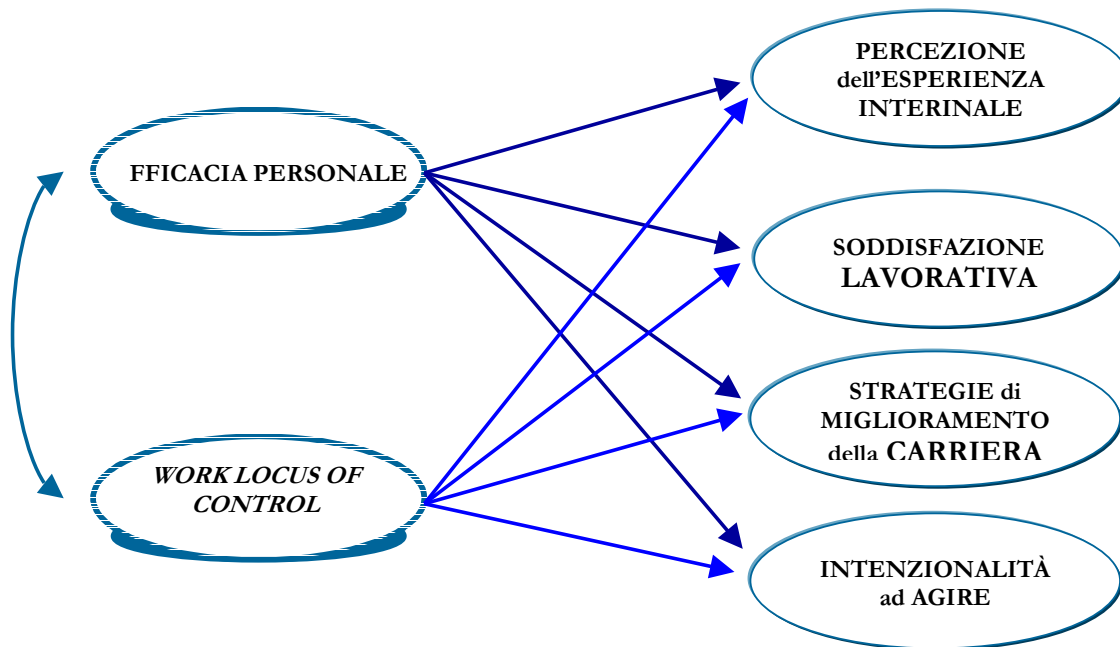 PERCEZIONE
dell'ESPERIENZA
INTERINALE
FFICACIA PERSONALE
SODDISFAZIONE
LAVORATIVA
STRATEGIE di
MIGLIORAMENTO
della CARRIERA
WORK LOCUS OF
CONTROL
INTENZIONALITÀ
ad AGIRE